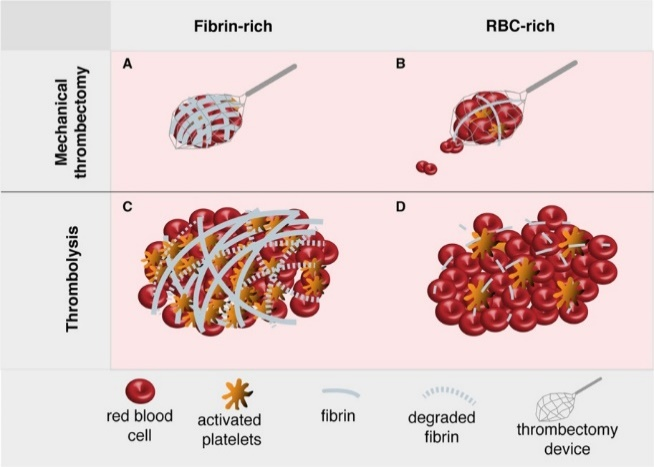 Fibrin-rich
RBC-rich
Mechanical
thrombectomy
A
B
Thrombolysis
C
D
red blood
cell
activated
platelets
fibrin
degraded
fibrin
thrombectomy
device